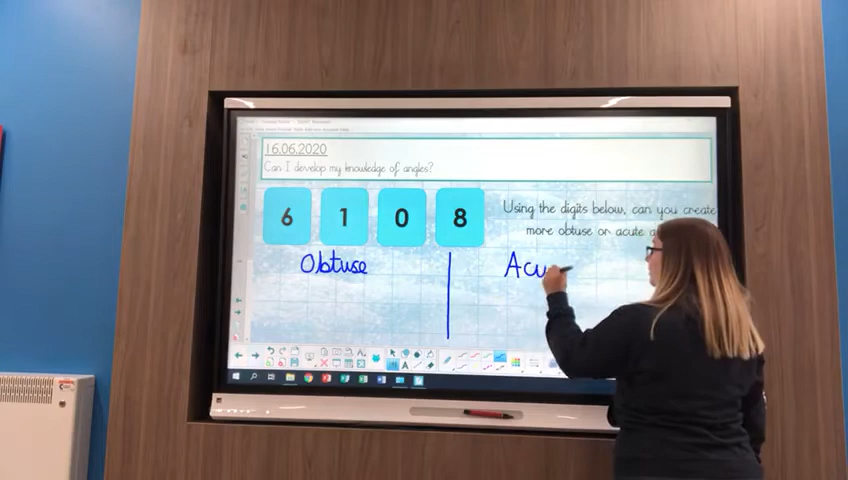 16.06.2020
Can I develop my knowledge of angles?
6 1 0 8
Using the digits below, can you create
more obtuse or acute
Obtuse
Acu